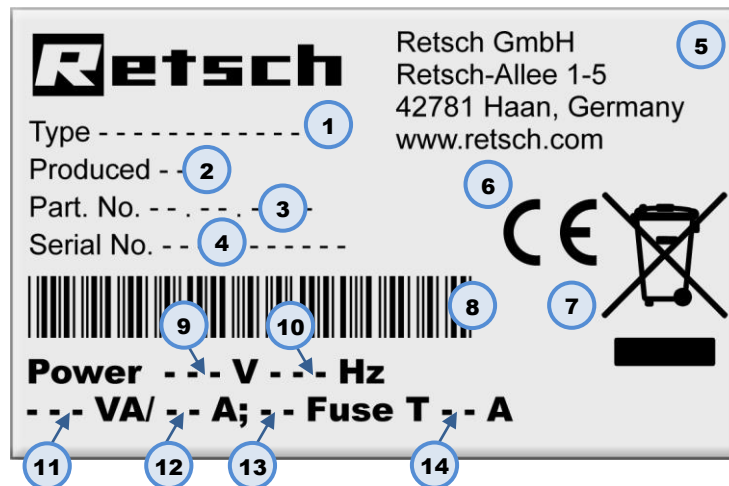 Retsch
Retsch GmbH
Retsch-Allee 1-5
42781 Haan, Germany
www.retsch.com
5
Type - - - - - - - - - - - - 1
Produced - - 2
Part. No. - - . - - . - 3 -
Serial No. - - 4 - - - - - -
6
CE
7
8
9
10
Power - - - V - - - Hz
- - - VA/ - - A; - - Fuse T - - A
11
12
13
14